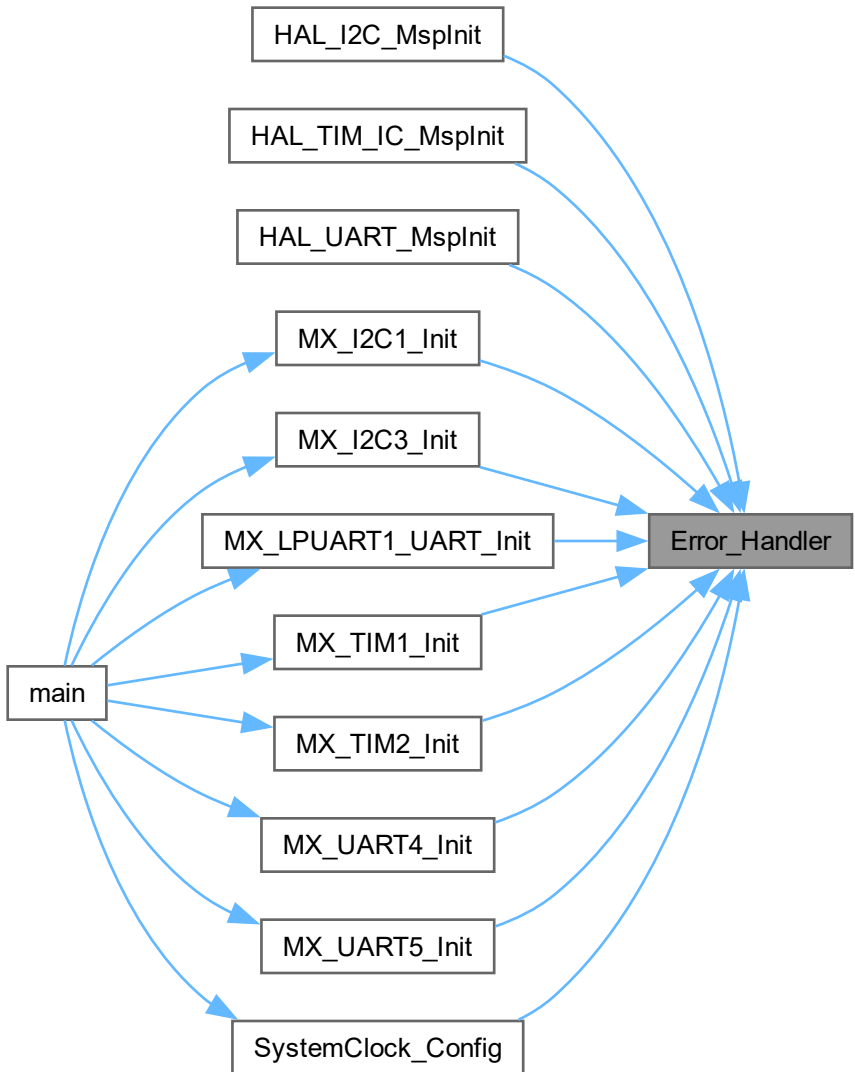 HAL_I2C_MspInit
HAL_TIM_IC_MspInit
HAL_UART_MspInit
MX_I2C1_Init
MX_I2C3_Init
MX_LPUART1_UART_Init
Error_Handler
MX_TIM1_Init
main
MX_TIM2_Init
MX_UART4_Init
MX_UART5_Init
SystemClock_Config